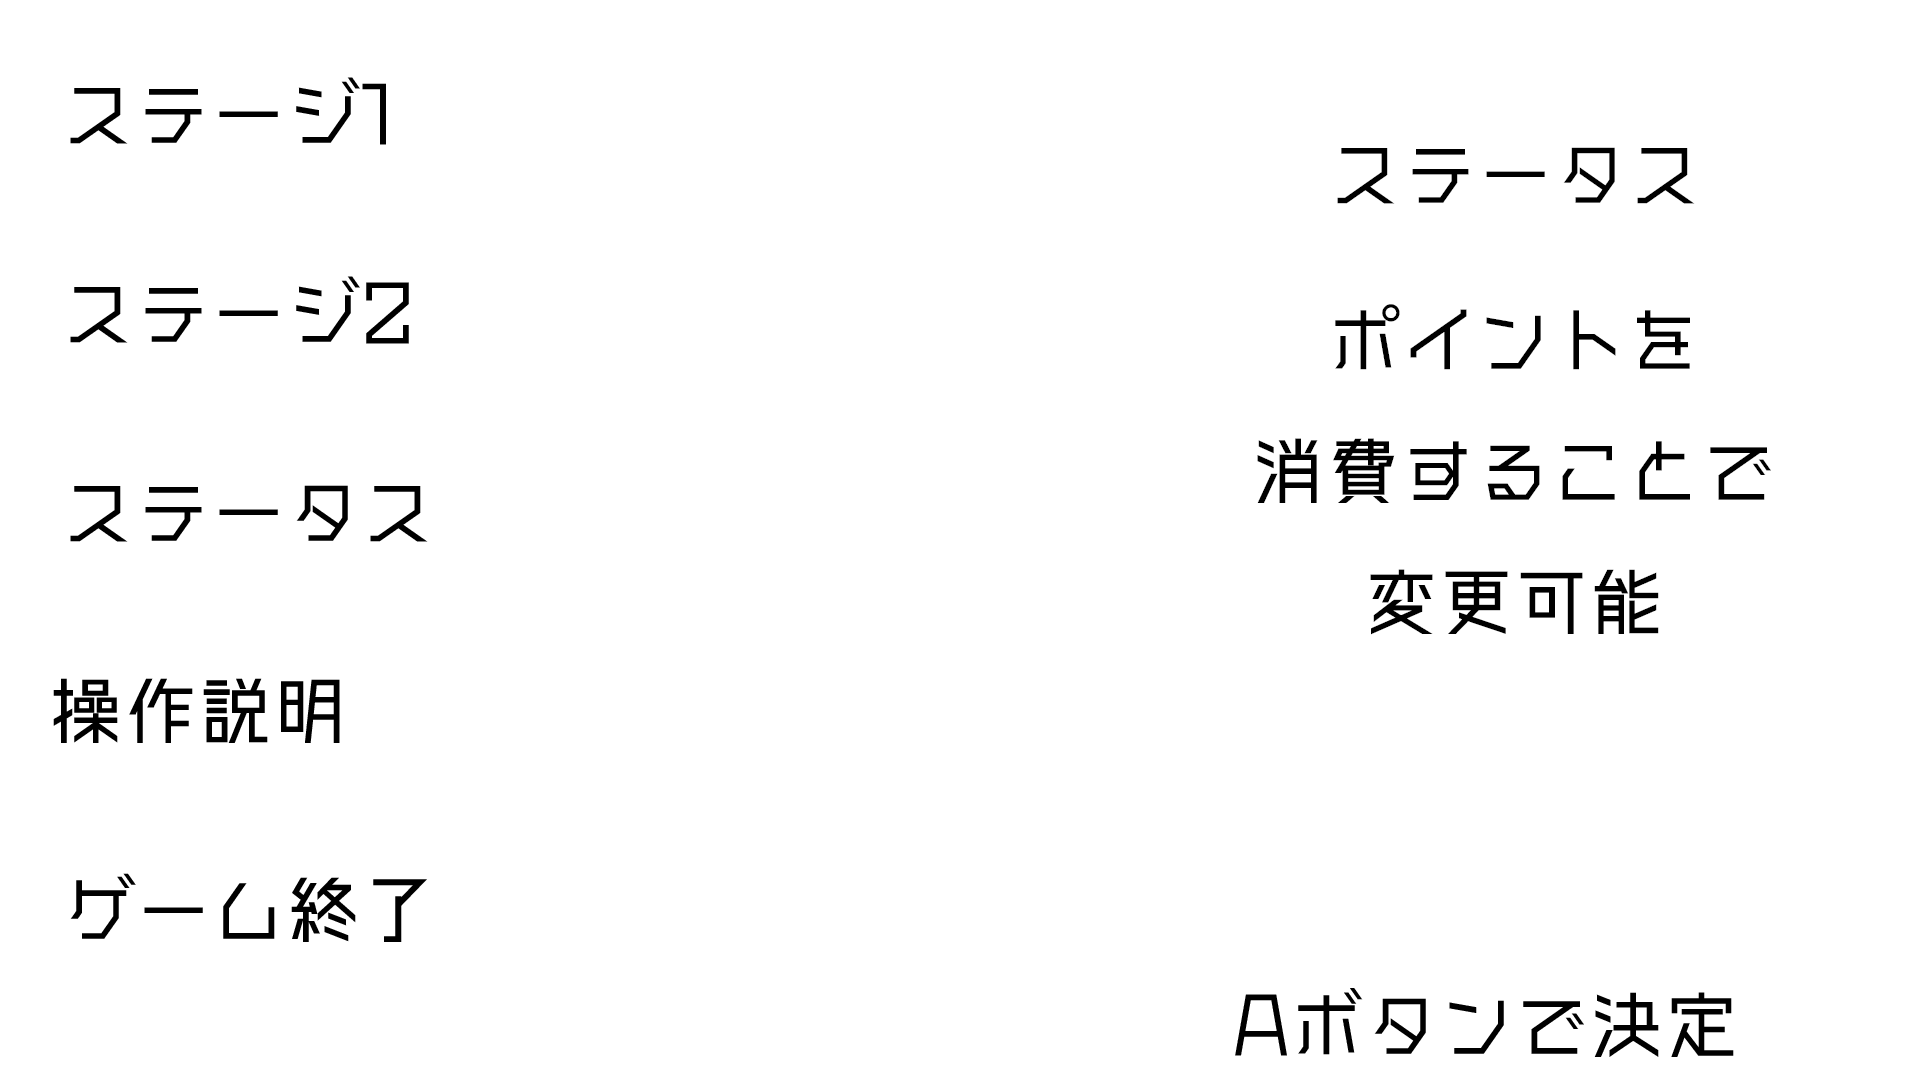 ステージ1
ステージ2
ステータス
操作説明
ゲーム終了
ステータス
ポイントを
消費することで
変更可能
Aボタンで決定